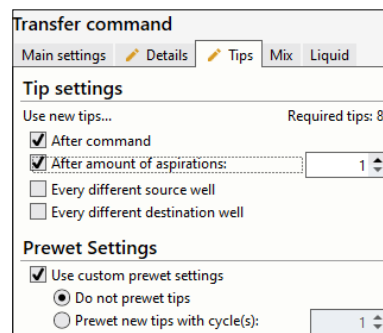 Transfer command
Main settings Details Tips Mix Liquid
Tip settings
Use new tips... Required tips: 8
After command
After amount of aspirations: 1
Every different source well
Every different destination well
Prewet Settings
Use custom prewet settings
Do not prewet tips
Prewet new tips with cycle(s): 1